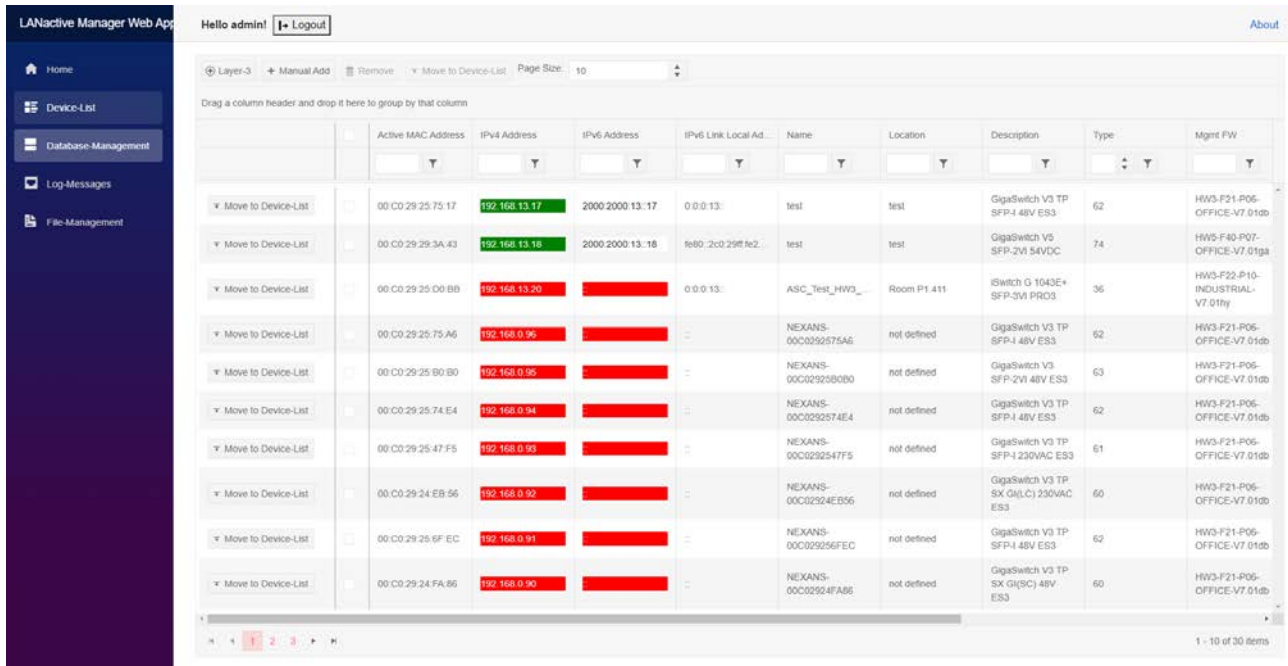 LANactive Manager Web App
Hello admin! Logout
About
Home
Device-List
Database-Management
Log-Messages
File-Management
Layer-3 + Manual Add Remove Move to Device-List Page Size: 10
Drag a column header and drop it here to group by that column
Active MAC Address IPv4 Address IPv6 Address IPv6 Link Local Ad... Name Location Description Type Mgmt FW
Move to Device-List 00:C0:29:25:75:17 192.168.13.17 2000:2000:13::17 0:0:0:13:: test test GigaSwitch V3 TP 62 HW3-F21-P06-
SFP-I 48V ES3 OFFICE-V7.01db
Move to Device-List 00:C0:29:29:3A:43 192.168.13.18 2000:2000:13::18 fe80::2c0:29ff:fe2... test test GigaSwitch V5 74 HW5-F40-P07-
SFP-2VI 54VDC OFFICE-V7.01ga
Move to Device-List 00:C0:29:25:D0:BB 192.168.13.20 :: 0:0:0:13:: ASC_Test_HW3_... Room P1.411 iSwitch G 1043E+ 36 HW3-F22-P10-
SFP-3VI PRO3 INDUSTRIAL-
V7.01hy
Move to Device-List 00:C0:29:25:75:A6 192.168.0.96 :: :: NEXANS- not defined GigaSwitch V3 TP 62 HW3-F21-P06-
00C0292575A6 SFP-I 48V ES3 OFFICE-V7.01db
Move to Device-List 00:C0:29:25:B0:B0 192.168.0.95 :: :: NEXANS- not defined GigaSwitch V3 63 HW3-F21-P06-
00C02925B0B0 SFP-2VI 48V ES3 OFFICE-V7.01db
Move to Device-List 00:C0:29:25:74:E4 192.168.0.94 :: :: NEXANS- not defined GigaSwitch V3 TP 62 HW3-F21-P06-
00C0292574E4 SFP-I 48V ES3 OFFICE-V7.01db
Move to Device-List 00:C0:29:25:47:F5 192.168.0.93 :: :: NEXANS- not defined GigaSwitch V3 TP 61 HW3-F21-P06-
00C0292547F5 SFP-I 230VAC ES3 OFFICE-V7.01db
Move to Device-List 00:C0:29:24:EB:56 192.168.0.92 :: :: NEXANS- not defined GigaSwitch V3 TP 60 HW3-F21-P06-
00C02924EB56 SX GI(LC) 230VAC OFFICE-V7.01db
ES3
Move to Device-List 00:C0:29:25:6F:EC 192.168.0.91 :: :: NEXANS- not defined GigaSwitch V3 TP 62 HW3-F21-P06-
00C029256FEC SFP-I 48V ES3 OFFICE-V7.01db
Move to Device-List 00:C0:29:24:FA:86 192.168.0.90 :: :: NEXANS- not defined GigaSwitch V3 TP 60 HW3-F21-P06-
00C02924FA86 SX GI(SC) 48V OFFICE-V7.01db
ES3
1 2 3 1 - 10 of 30 items